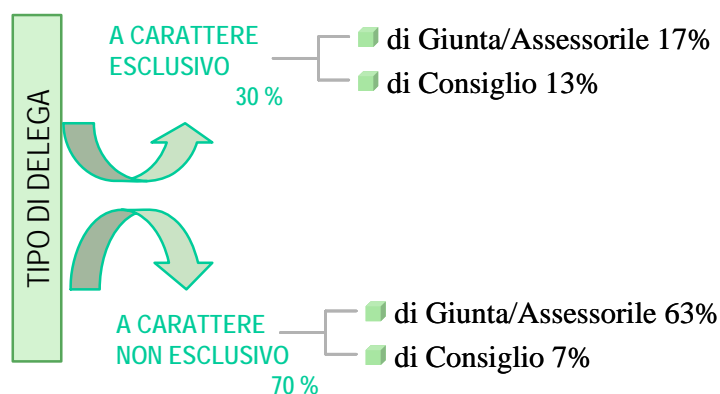 TIPO DI DELEGA
A CARATTERE
ESCLUSIVO
30 %
di Giunta/Assessorile 17%
di Consiglio 13%
A CARATTERE
NON ESCLUSIVO
70 %
di Giunta/Assessorile 63%
di Consiglio 7%